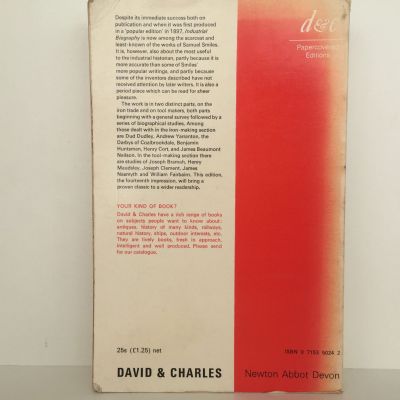 Despite its immediate success both on
publication and when it was first produced
in a 'popular edition' in 1897, Industrial
Biography is now among the scarcest and
least-known of the works of Samuel Smiles.
It is, however, also about the most useful
to the industrial historian, partly because it is
more accurate than some of Smiles'
more popular writings, and partly because
some of the inventors described have not
received attention by later writers. It is also a
period piece which can be read for sheer
pleasure.
The work is in two distinct parts, on the
iron trade and on tool makers, both parts
beginning with a general survey followed by a
series of biographical studies. Among
those dealt with in the iron-making section
are Dud Dudley, Andrew Yarranton, the
Darbys of Coalbrookdale, Benjamin
Huntsman, Henry Cort, and James Beaumont
Neilson. In the tool-making section there
are studies of Joseph Bramah, Henry
Maudslay, Joseph Clement, James
Nasmyth and William Fairbairn. This edition,
the fourteenth impression, will bring a
proven classic to a wider readership.
YOUR KIND OF BOOK?
David & Charles have a rich range of books
on subjects people want to know about:
antiques, history of many kinds, railways,
natural history, ships, outdoor interests, etc.
They are lively books, fresh in approach,
intelligent and well produced. Please send
for our catalogue.
25s (£1.25) net
DAVID & CHARLES
d&c
Papercovered
Editions
ISBN 0 7153 5024 2
Newton Abbot Devon